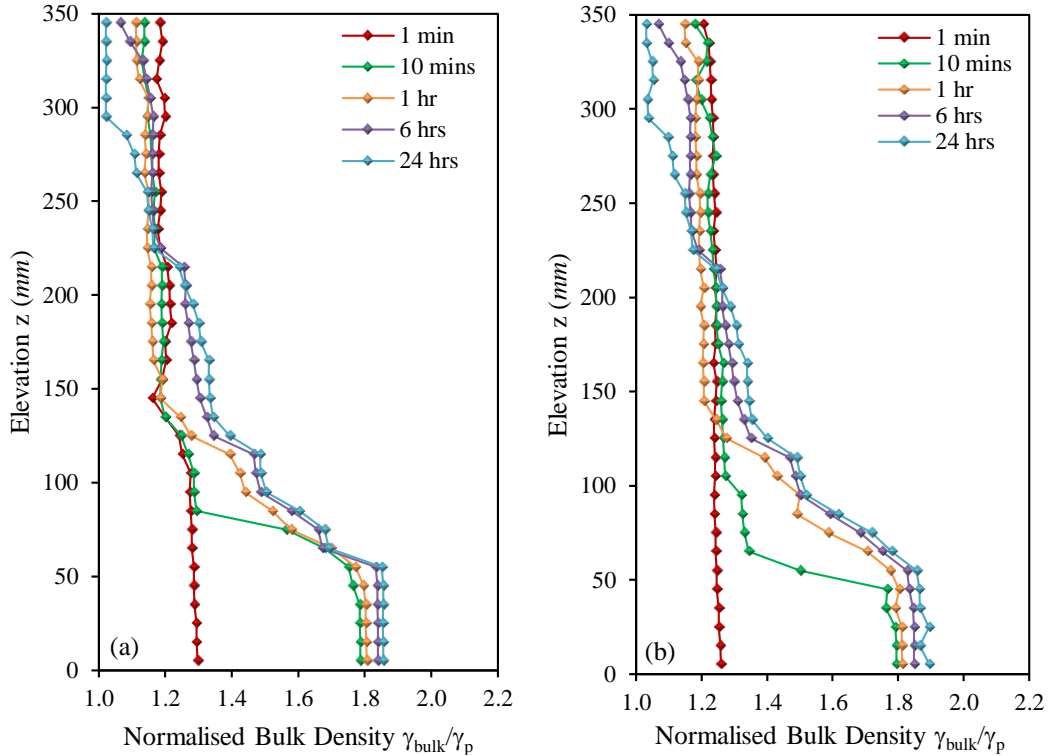 350
300
250
200
150
100
50
0
Elevation z (mm)
1.0 1.2 1.4 1.6 1.8 2.0 2.2
Normalised Bulk Density γbulk/γp
1 min
10 mins
1 hr
6 hrs
24 hrs
(a)
350
300
250
200
150
100
50
0
Elevation z (mm)
1.0 1.2 1.4 1.6 1.8 2.0 2.2
Normalised Bulk Density γbulk/γp
1 min
10 mins
1 hr
6 hrs
24 hrs
(b)